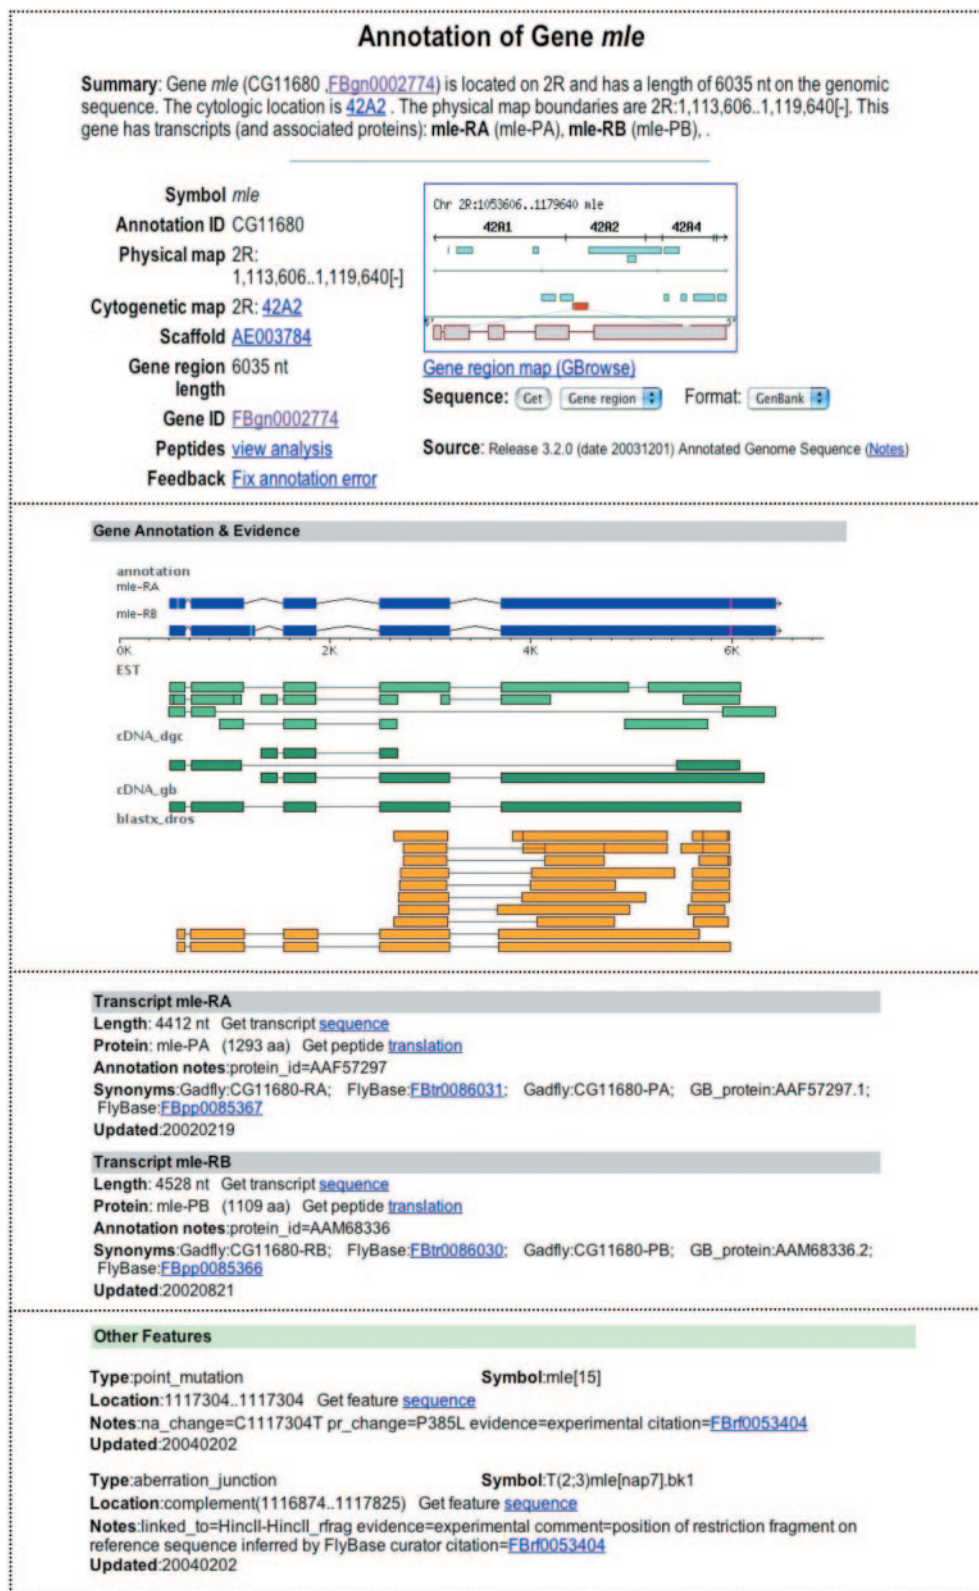 Annotation of Gene mle
Summary: Gene mle (CG11680 ,FBgn0002774) is located on 2R and has a length of 6035 nt on the genomic
sequence. The cytologic location is 42A2 . The physical map boundaries are 2R:1,113,606..1,119,640[-]. This
gene has transcripts (and associated proteins): mle-RA (mle-PA), mle-RB (mle-PB), .
Symbol mle
Annotation ID CG11680
Physical map 2R:
1,113,606..1,119,640[-]
Cytogenetic map 2R: 42A2
Scaffold AE003784
Gene region 6035 nt
length
Gene ID FBgn0002774
Peptides view analysis
Feedback Fix annotation error
Chr 2R:1053606..1179640 mle
42A1 42A2 42A4
5' 3'
Gene region map (GBrowse)
Sequence: Get Gene region Format: GenBank
Source: Release 3.2.0 (date 20031201) Annotated Genome Sequence (Notes)
Gene Annotation & Evidence
annotation
mle-RA
mle-RB
0K 2K 4K 6K
EST
cDNA_dgc
cDNA_gb
blastx_dros
Transcript mle-RA
Length: 4412 nt Get transcript sequence
Protein: mle-PA (1293 aa) Get peptide translation
Annotation notes:protein_id=AAF57297
Synonyms:Gadfly:CG11680-RA; FlyBase:FBtr0086031; Gadfly:CG11680-PA; GB_protein:AAF57297.1;
FlyBase:FBpp0085367
Updated:20020219
Transcript mle-RB
Length: 4528 nt Get transcript sequence
Protein: mle-PB (1109 aa) Get peptide translation
Annotation notes:protein_id=AAM68336
Synonyms:Gadfly:CG11680-RB; FlyBase:FBtr0086030; Gadfly:CG11680-PB; GB_protein:AAM68336.2;
FlyBase:FBpp0085366
Updated:20020821
Other Features
Type:point_mutation Symbol:mle[15]
Location:1117304..1117304 Get feature sequence
Notes:na_change=C1117304T pr_change=P385L evidence=experimental citation=FBrf0053404
Updated:20040202
Type:aberration_junction Symbol:T(2;3)mle[nap7].bk1
Location:complement(1116874..1117825) Get feature sequence
Notes:linked_to=HincII-HincII_rfrag evidence=experimental comment=position of restriction fragment on
reference sequence inferred by FlyBase curator citation=FBrf0053404
Updated:20040202